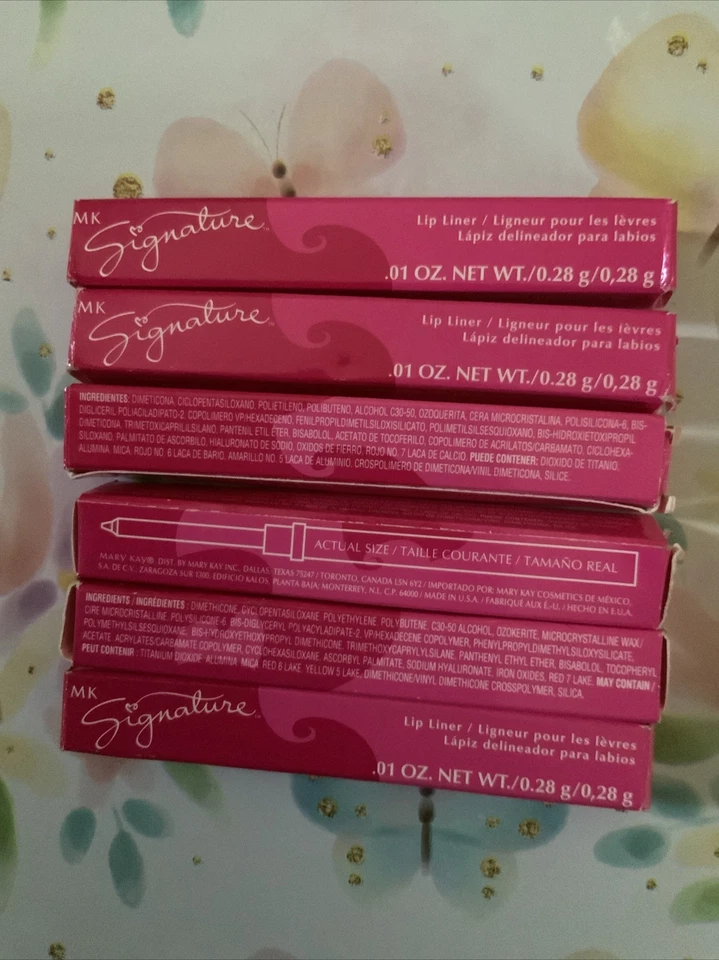 MK
Signature™
Lip Liner / Ligneur pour les lèvres
Lápiz delineador para labios
.01 OZ. NET WT./0.28 g/0,28 g
MK
Signature™
Lip Liner / Ligneur pour les lèvres
Lápiz delineador para labios
.01 OZ. NET WT./0.28 g/0,28 g
INGREDIENTES: DIMETICONA, CICLOPENTASILOXANO, POLIETILENO, POLIBUTENO, ALCOHOL C30-50, OZOQUERITA, CERA MICROCRISTALINA, POLISILICONA-6, BIS-
DIGLICERIL POLIACILADIPATO-2, COPOLIMERO VP/HEXADECENO, FENILPROPILDIMETILSILOXISILICATO, POLIMETILSILSESQUIOXANO, BIS-HIDROXIETOXIPROPIL
DIMETICONA, TRIMETOXICAPRILILSILANO, PANTENIL ETIL ÉTER, BISABOLOL, ACETATO DE TOCOFERILO, COPOLIMERO DE ACRILATOS/CARBAMATO, CICLOHEXA-
SILOXANO, PALMITATO DE ASCORBILO, HIALURONATO DE SODIO, OXIDOS DE FIERRO, ROJO NO. 7 LACA DE CALCIO. PUEDE CONTENER: DIOXIDO DE TITANIO,
ALUMINA, MICA, ROJO NO. 6 LACA DE BARIO, AMARILLO NO. 5 LACA DE ALUMINIO, CROSPOLIMERO DE DIMETICONA/VINIL DIMETICONA, SILICE.
ACTUAL SIZE / TAILLE COURANTE / TAMAÑO REAL
MARY KAY® DIST. BY MARY KAY INC., DALLAS, TEXAS 75247 / TORONTO, CANADA L5N 6Y2 / IMPORTADO POR: MARY KAY COSMETICS DE MÉXICO,
S.A. DE C.V.: ZARAGOZA SUR 1300, EDIFICIO KALOS, PLANTA BAJA; MONTERREY, N.L. C.P. 64000 / MADE IN U.S.A. / FABRIQUÉ AUX É.-U. / HECHO EN E.U.A.
INGREDIENTS / INGRÉDIENTES: DIMETHICONE, CYCLOPENTASILOXANE, POLYETHYLENE, POLYBUTENE, C30-50 ALCOHOL, OZOKERITE, MICROCRYSTALLINE WAX/
CIRE MICROCRISTALLINE, POLYSILICONE-6, BIS-DIGLYCERYL POLYACYLADIPATE-2, VP/HEXADECENE COPOLYMER, PHENYLPROPYLDIMETHYLSILOXYSILICATE,
POLYMETHYLSILSESQUIOXANE, BIS-HYDROXYETHOXYPROPYL DIMETHICONE, TRIMETHOXYCAPRYLYLSILANE, PANTHENYL ETHYL ETHER, BISABOLOL, TOCOPHERYL
ACETATE, ACRYLATES/CARBAMATE COPOLYMER, CYCLOHEXASILOXANE, ASCORBYL PALMITATE, SODIUM HYALURONATE, IRON OXIDES, RED 7 LAKE. MAY CONTAIN /
PEUT CONTENIR : TITANIUM DIOXIDE, ALUMINA, MICA, RED 6 LAKE, YELLOW 5 LAKE, DIMETHICONE/VINYL DIMETHICONE CROSSPOLYMER, SILICA.
MK
Signature™
Lip Liner / Ligneur pour les lèvres
Lápiz delineador para labios
.01 OZ. NET WT./0.28 g/0,28 g